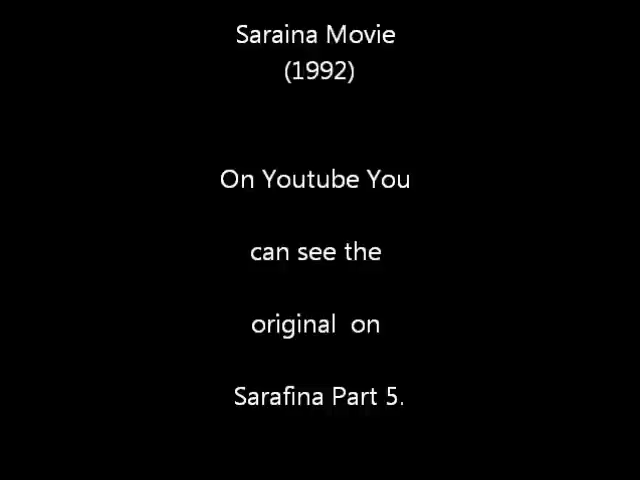 Saraina Movie
(1992)
On Youtube You
can see the
original  on
Sarafina Part 5.